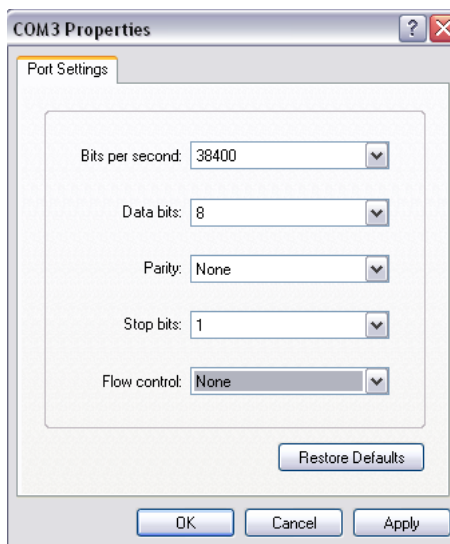 COM3 Properties
Port Settings
Bits per second: 38400
Data bits: 8
Parity: None
Stop bits: 1
Flow control: None
Restore Defaults
OK Cancel Apply